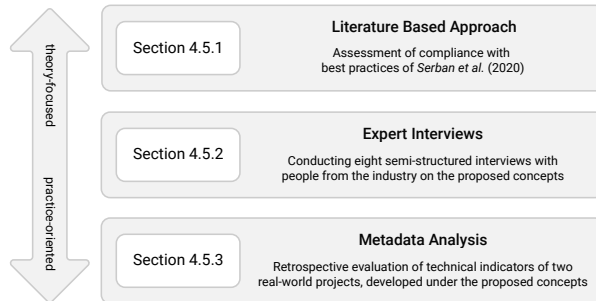 theory-focused
practice-oriented
Section 4.5.1
Literature Based Approach
Assessment of compliance with
best practices of Serban et al. (2020)
Section 4.5.2
Expert Interviews
Conducting eight semi-structured interviews with
people from the industry on the proposed concepts
Section 4.5.3
Metadata Analysis
Retrospective evaluation of technical indicators of two
real-world projects, developed under the proposed concepts